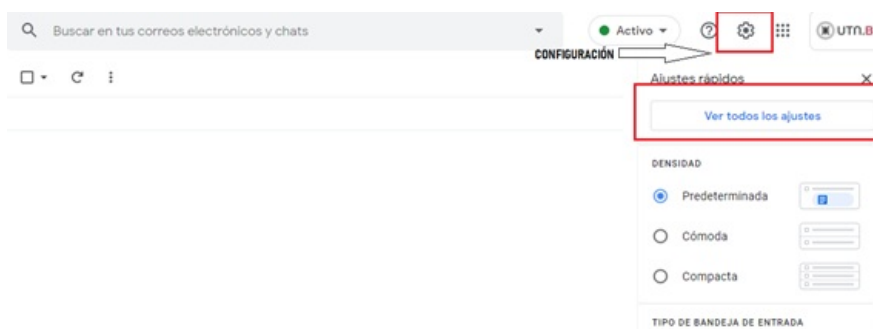 Buscar en tus correos electrónicos y chats
Activo
UTN.B
CONFIGURACIÓN
Ajustes rápidos
Ver todos los ajustes
DENSIDAD
Predeterminada
Cómoda
Compacta
TIPO DE BANDEJA DE ENTRADA